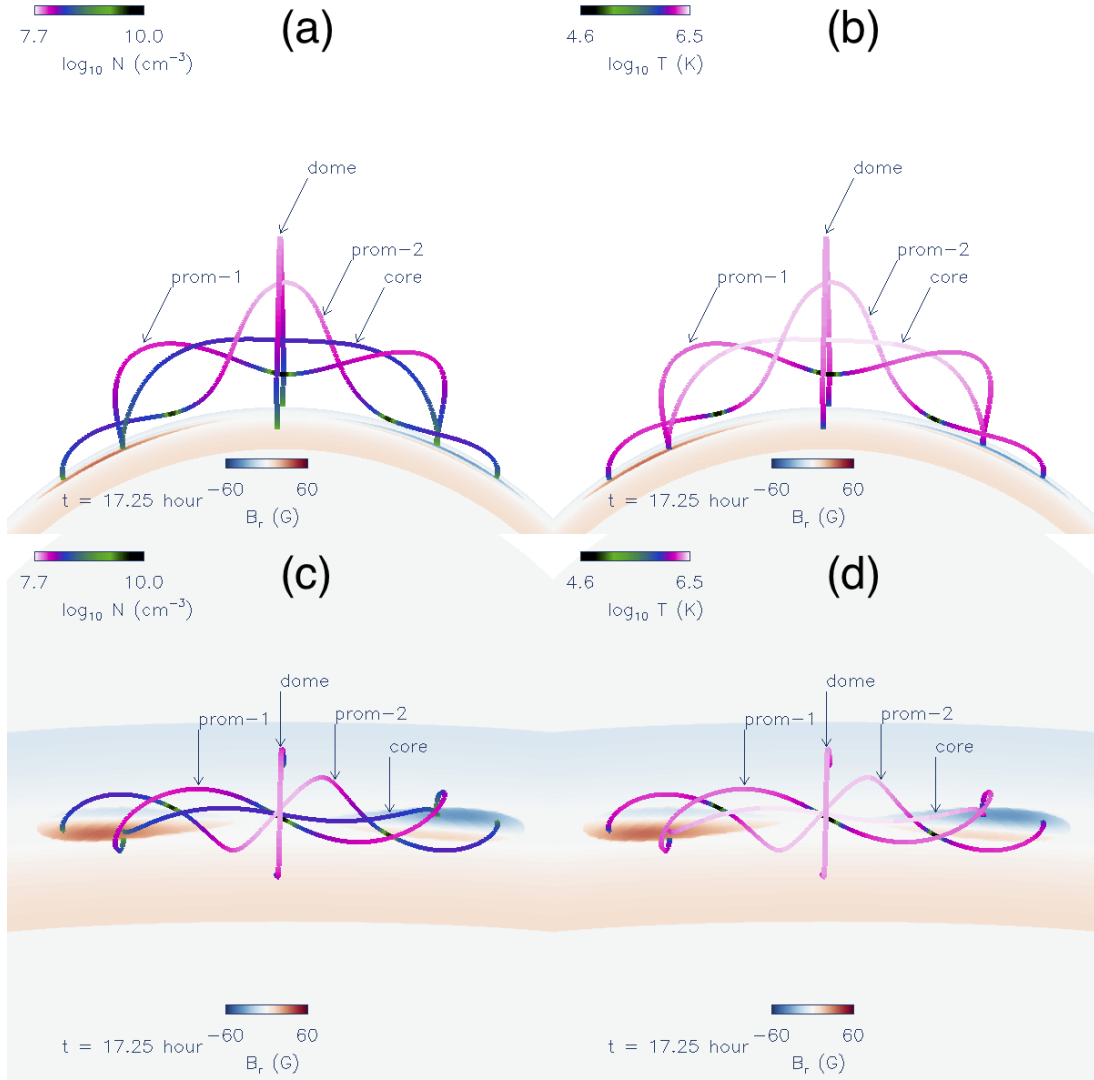 (a)
7.7 10.0
log₁₀ N (cm⁻³)
dome
prom-2
prom-1
core
t = 17.25 hour
-60 60
B_r (G)
(b)
4.6 6.5
log₁₀ T (K)
dome
prom-2
prom-1
core
t = 17.25 hour
-60 60
B_r (G)
(c)
7.7 10.0
log₁₀ N (cm⁻³)
dome
prom-1 prom-2
core
t = 17.25 hour
-60 60
B_r (G)
(d)
4.6 6.5
log₁₀ T (K)
dome
prom-1 prom-2
core
t = 17.25 hour
-60 60
B_r (G)